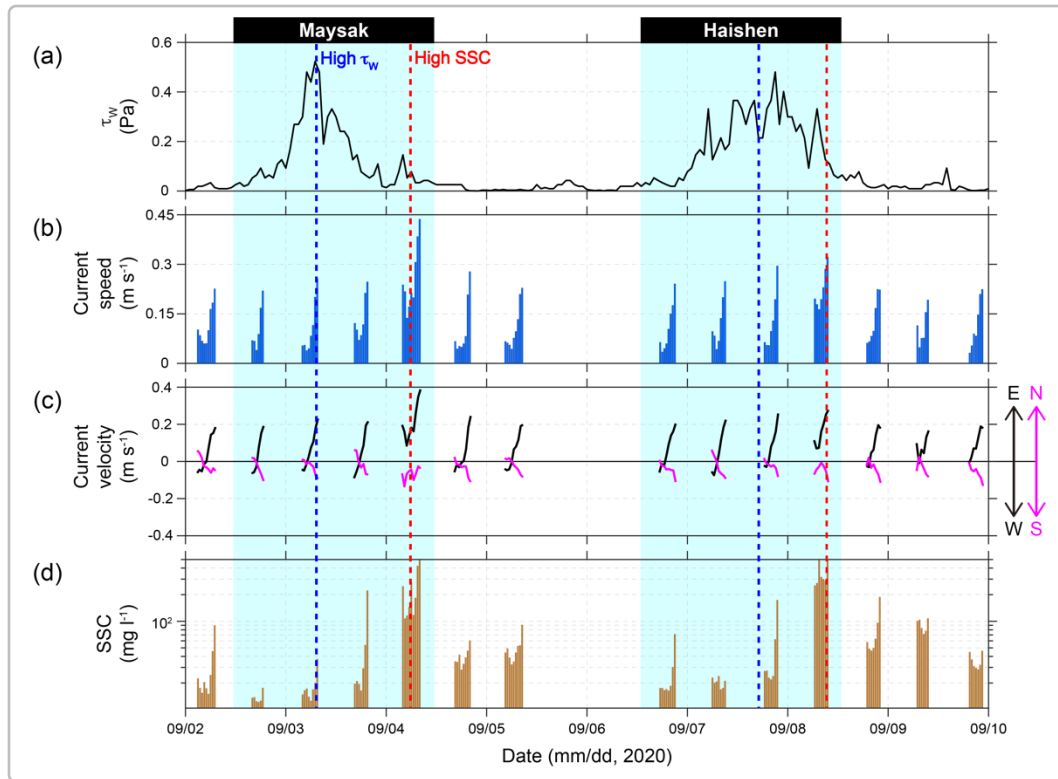 Maysak
Haishen
(a)
High τw
High SSC
τw
(Pa)
0.6
0.4
0.2
0
(b)
Current
speed
(m s⁻¹)
0.45
0.3
0.15
0
(c)
Current
velocity
(m s⁻¹)
0.4
0.2
0
-0.2
-0.4
E N
W S
(d)
SSC
(mg l⁻¹)
10²
09/02 09/03 09/04 09/05 09/06 09/07 09/08 09/09 09/10
Date (mm/dd, 2020)